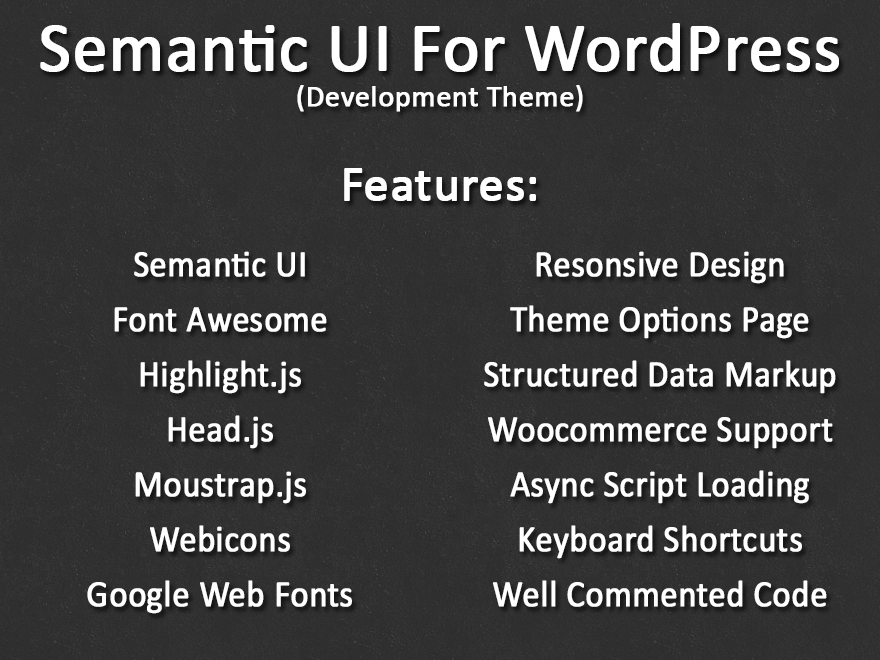 Semantic UI For WordPress
(Development Theme)
Features:
Semantic UI
Font Awesome
Highlight.js
Head.js
Moustrap.js
Webicons
Google Web Fonts
Resonsive Design
Theme Options Page
Structured Data Markup
Woocommerce Support
Async Script Loading
Keyboard Shortcuts
Well Commented Code